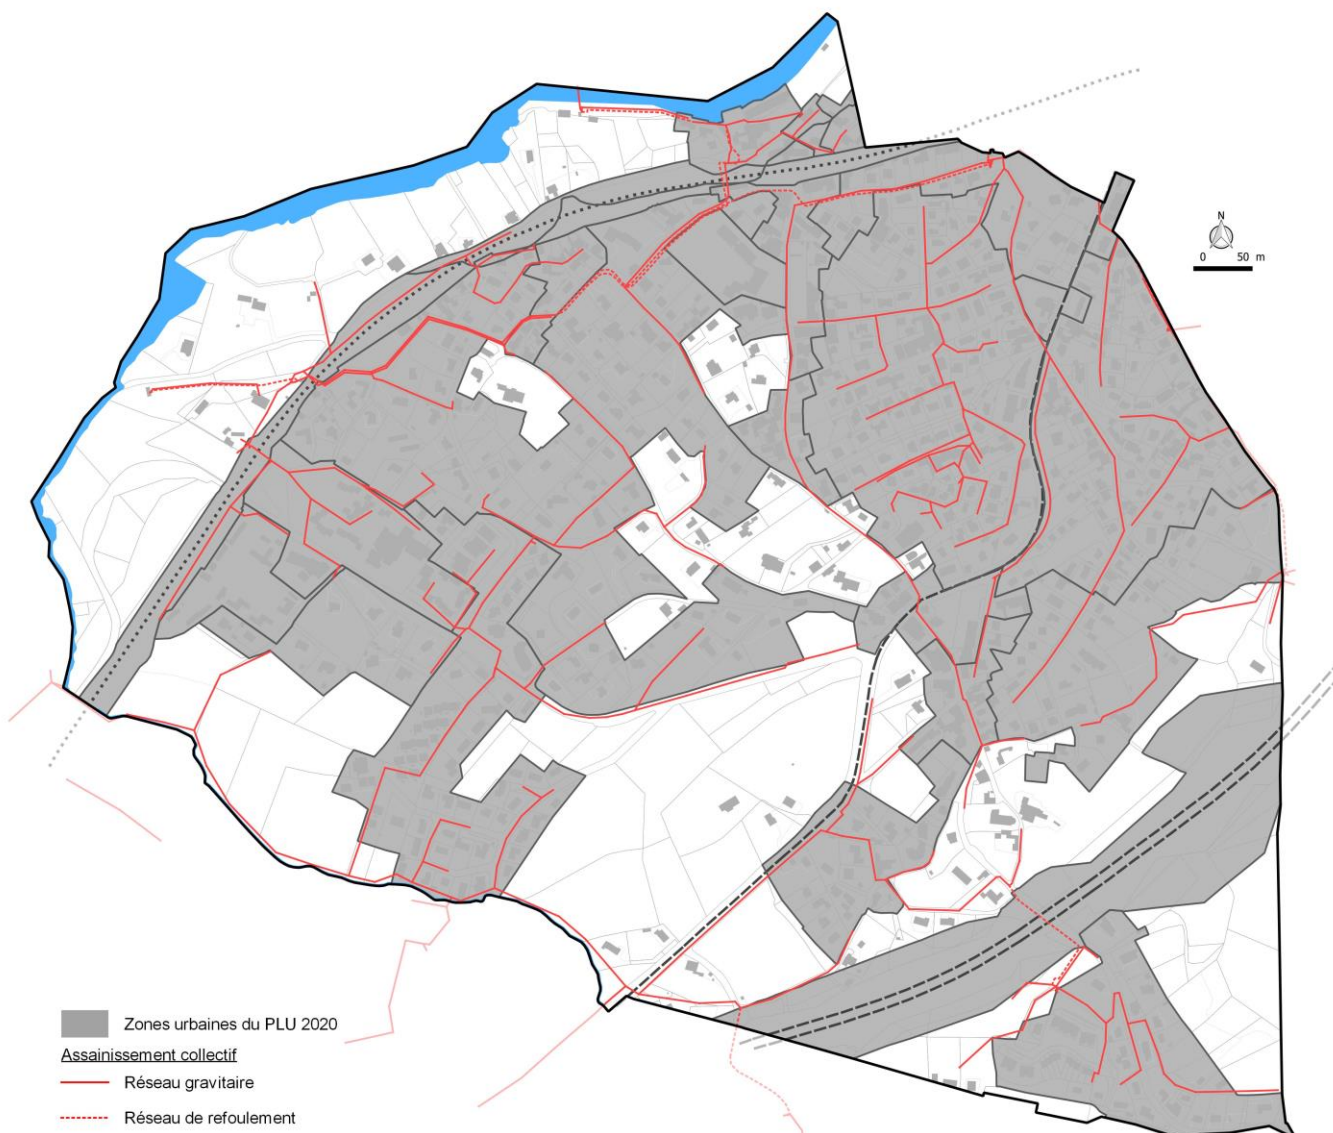 N
0 50 m
Zones urbaines du PLU 2020
Assainissement collectif
Réseau gravitaire
Réseau de refoulement